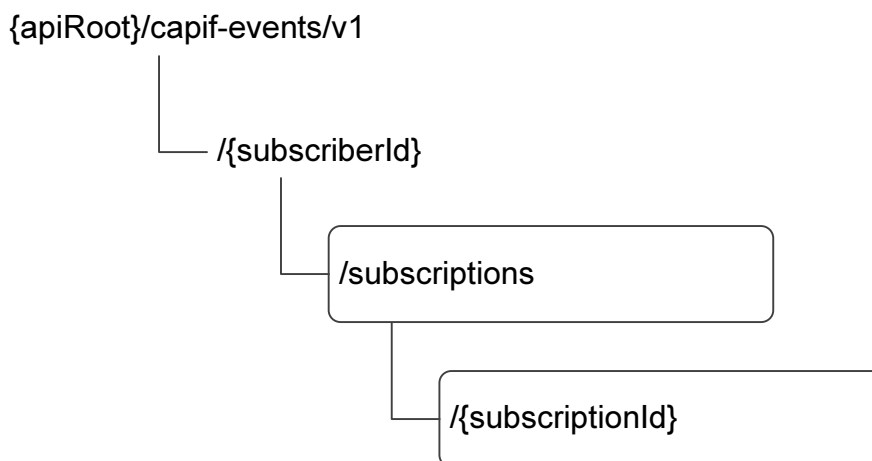 {apiRoot}/capif-events/v1
/{subscriberId}
/subscriptions
/{subscriptionId}